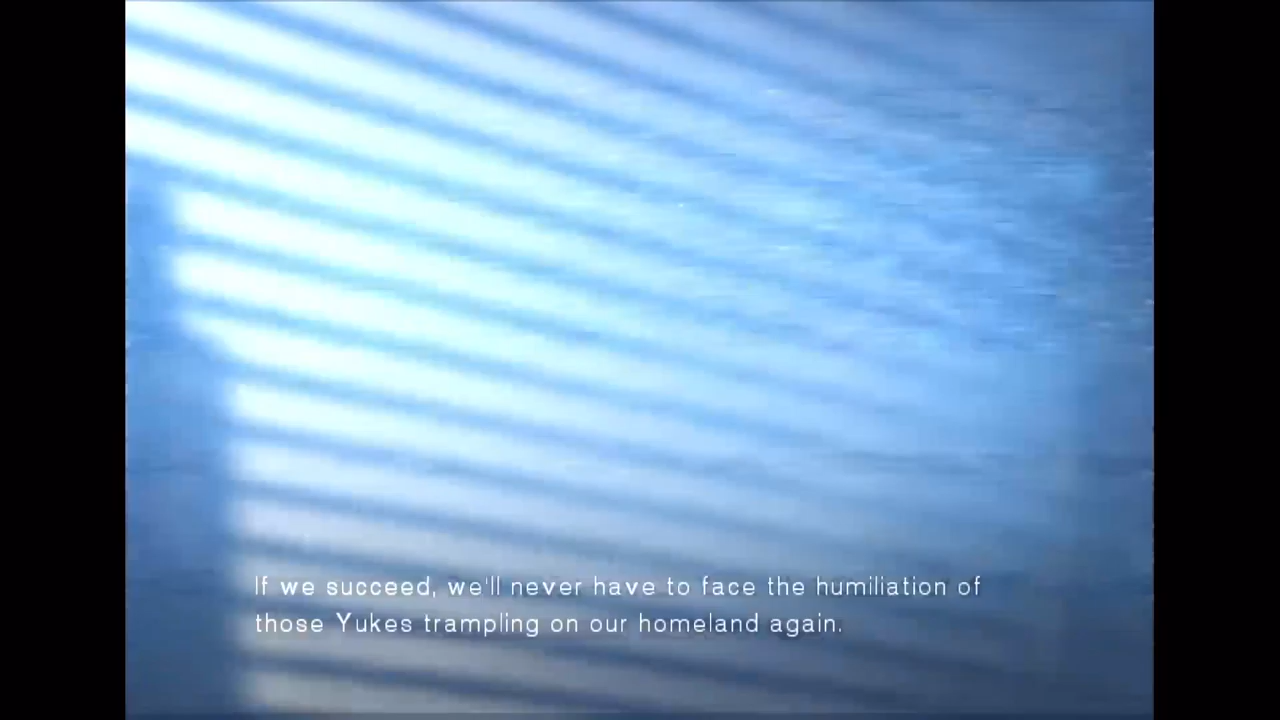 If we succeed, we'll never have to face the humiliation of
those Yukes trampling on our homeland again.